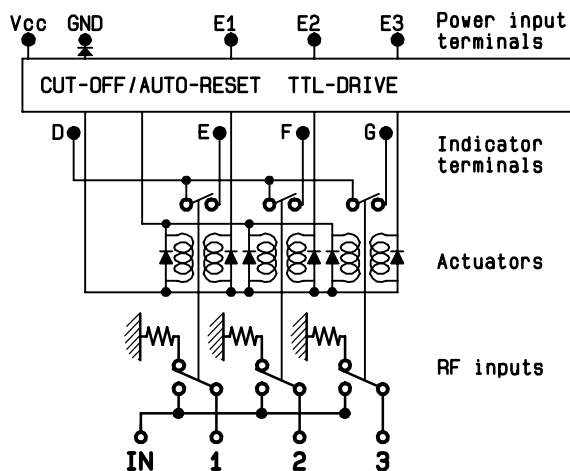 Vcc GND E1 E2 E3 Power input
terminals
CUT-OFF/AUTO-RESET TTL-DRIVE
D E F G Indicator
terminals
Actuators
RF inputs
IN 1 2 3